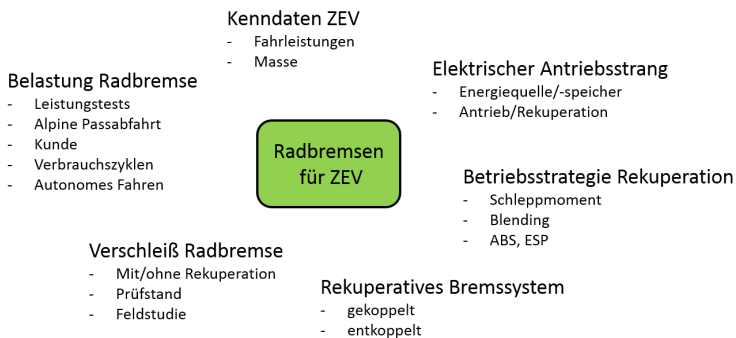 Kenndaten ZEV
- Fahrleistungen
- Masse
Belastung Radbremse
- Leistungstests
- Alpine Passabfahrt
- Kunde
- Verbrauchszyklen
- Autonomes Fahren
Elektrischer Antriebsstrang
- Energiequelle/-speicher
- Antrieb/Rekuperation
Radbremsen
für ZEV
Betriebsstrategie Rekuperation
- Schleppmoment
- Blending
- ABS, ESP
Verschleiß Radbremse
- Mit/ohne Rekuperation
- Prüfstand
- Feldstudie
Rekuperatives Bremssystem
- gekoppelt
- entkoppelt